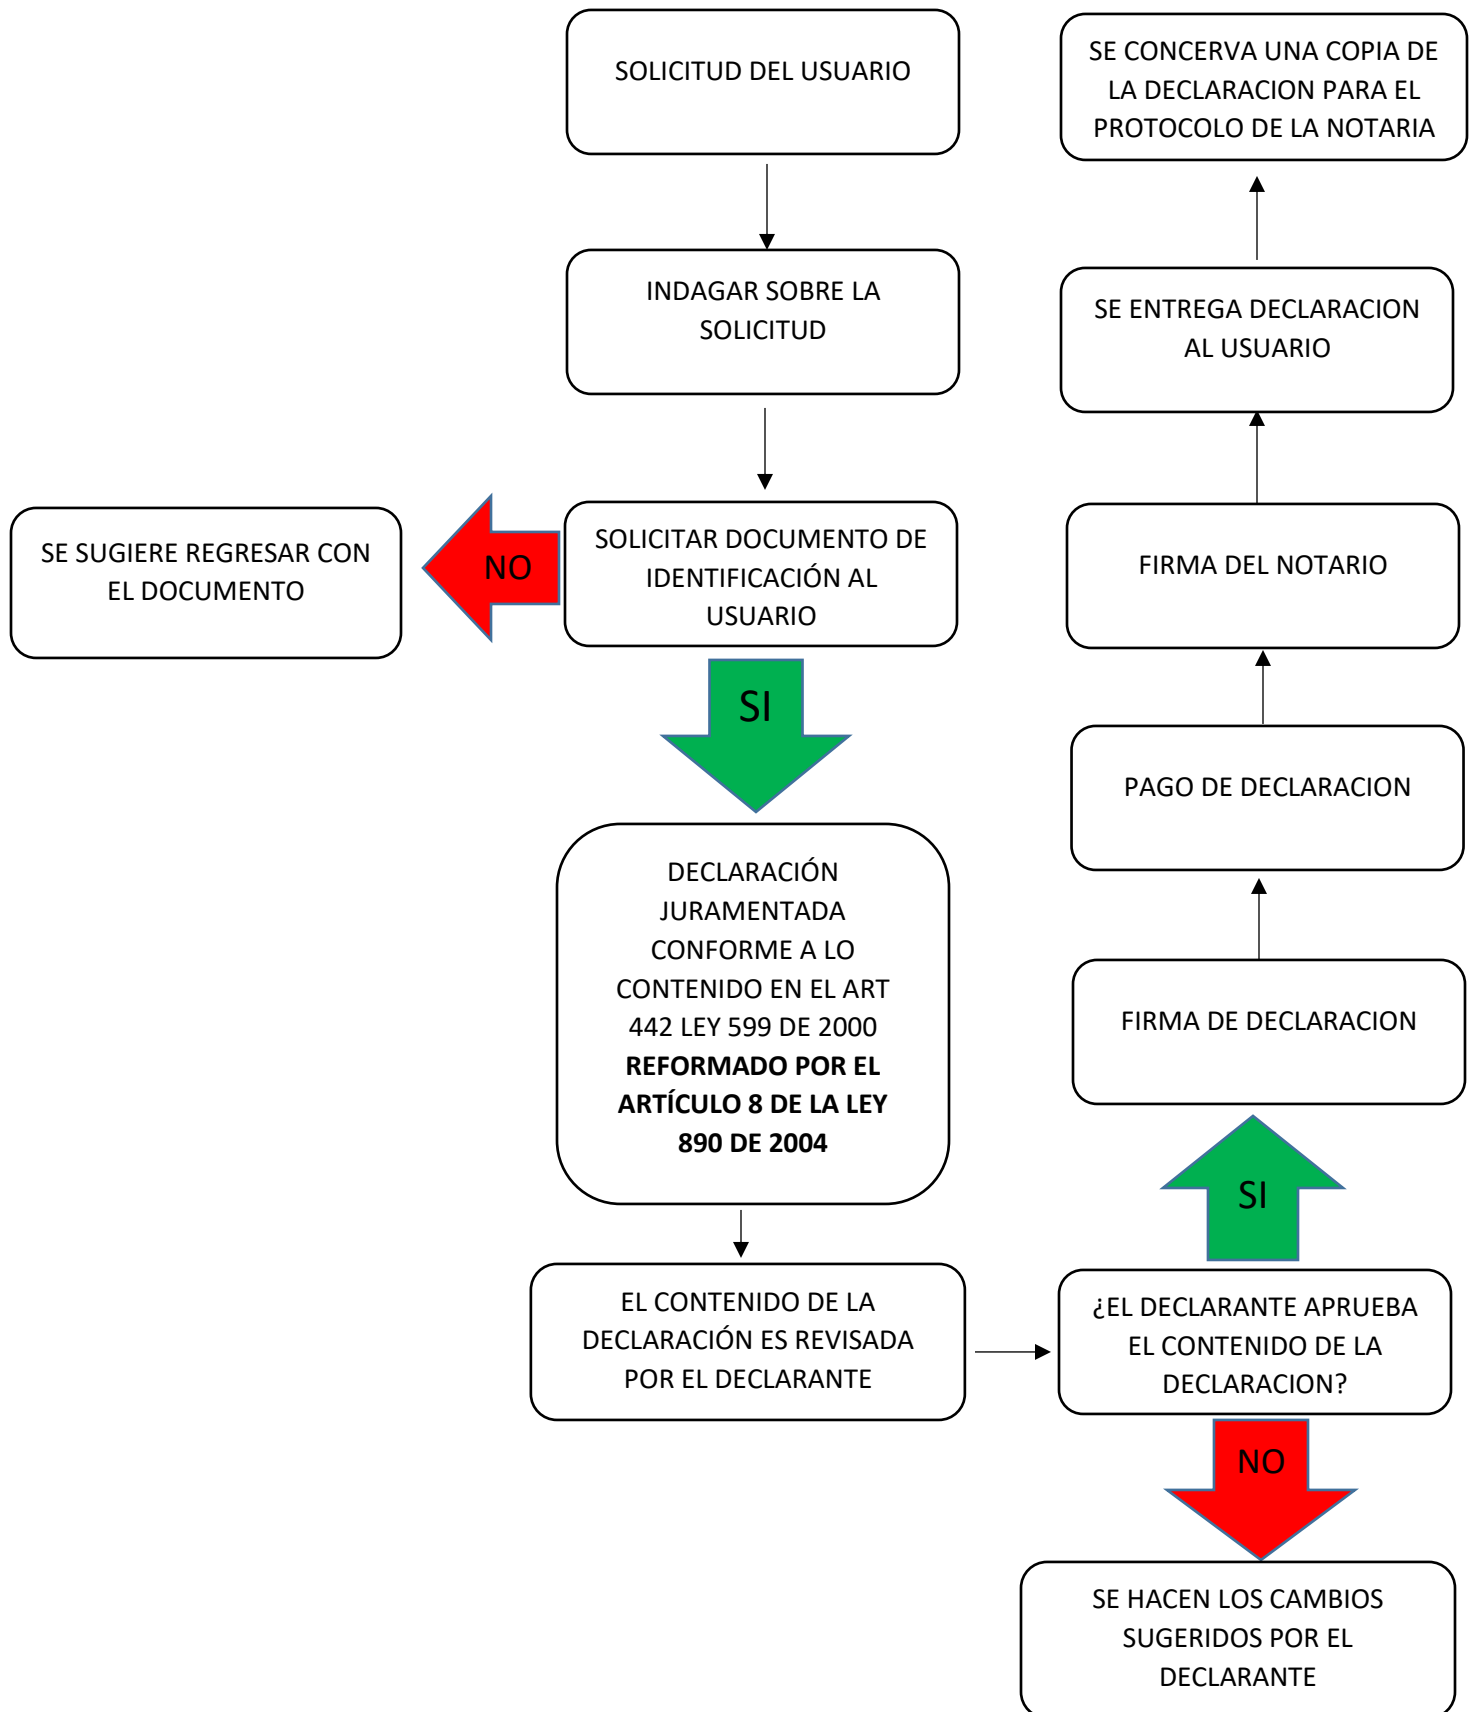 SOLICITUD DEL USUARIO
INDAGAR SOBRE LA
SOLICITUD
SOLICITAR DOCUMENTO DE
IDENTIFICACIÓN AL
USUARIO
NO
SE SUGIERE REGRESAR CON
EL DOCUMENTO
SI
DECLARACIÓN
JURAMENTADA
CONFORME A LO
CONTENIDO EN EL ART
442 LEY 599 DE 2000
REFORMADO POR EL
ARTÍCULO 8 DE LA LEY
890 DE 2004
EL CONTENIDO DE LA
DECLARACIÓN ES REVISADA
POR EL DECLARANTE
¿EL DECLARANTE APRUEBA
EL CONTENIDO DE LA
DECLARACION?
NO
SE HACEN LOS CAMBIOS
SUGERIDOS POR EL
DECLARANTE
SI
FIRMA DE DECLARACION
PAGO DE DECLARACION
FIRMA DEL NOTARIO
SE ENTREGA DECLARACION
AL USUARIO
SE CONCERVA UNA COPIA DE
LA DECLARACION PARA EL
PROTOCOLO DE LA NOTARIA